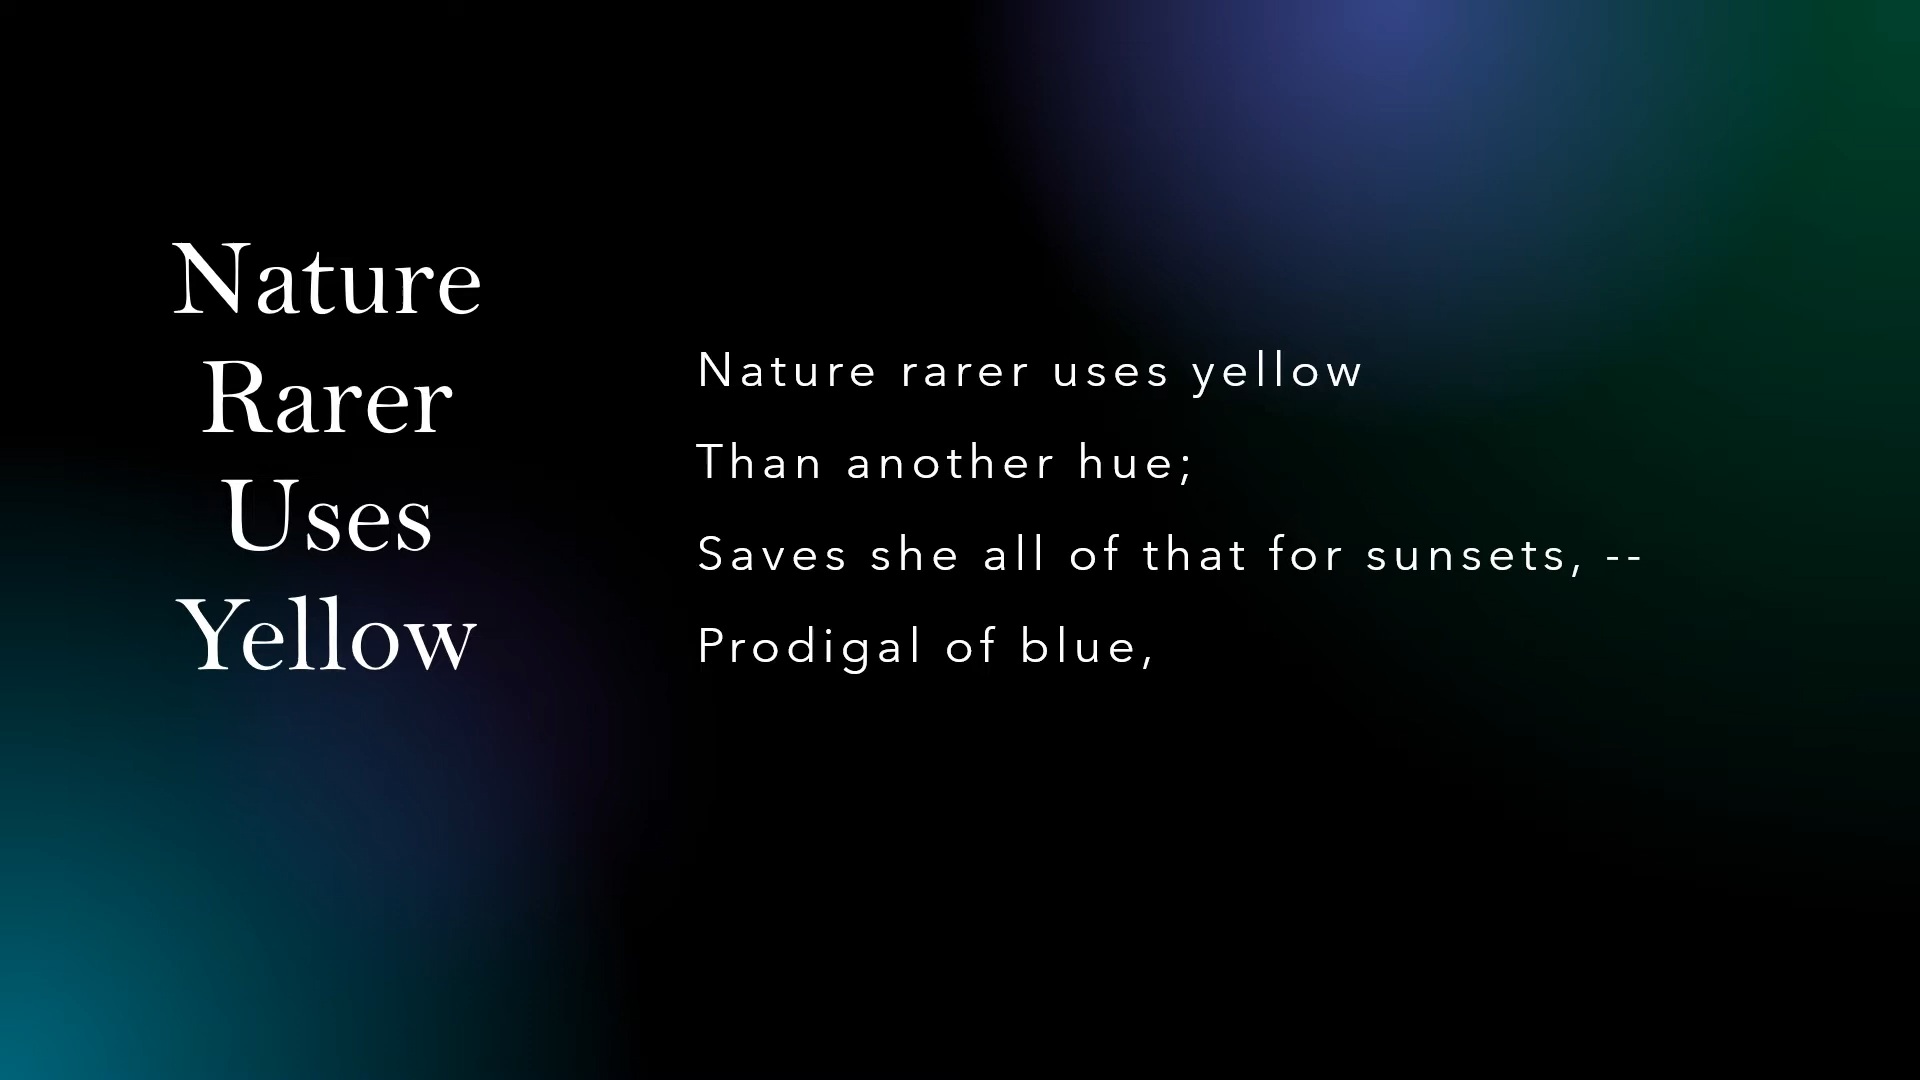 Nature
Rarer
Uses
Yellow
Nature rarer uses yellow
Than another hue;
Saves she all of that for sunsets, --
Prodigal of blue,